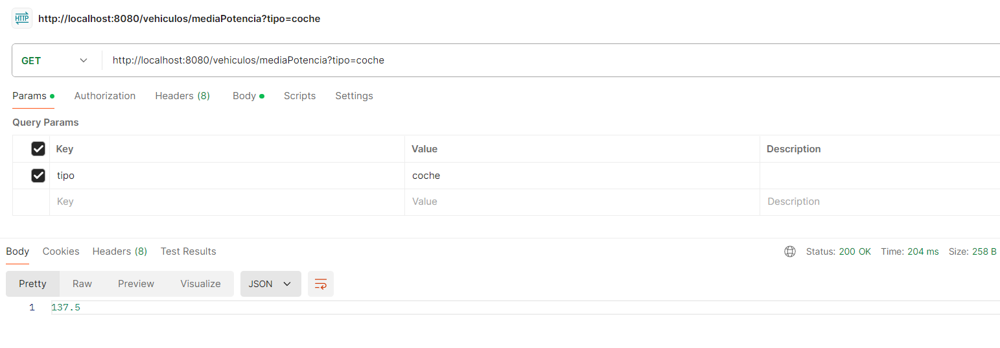 HTTP http://localhost:8080/vehiculos/mediaPotencia?tipo=coche
GET http://localhost:8080/vehiculos/mediaPotencia?tipo=coche
Params Authorization Headers (8) Body Scripts Settings
Query Params
Key Value Description
tipo coche
Key Value Description
Body Cookies Headers (8) Test Results Status: 200 OK Time: 204 ms Size: 258 B
Pretty Raw Preview Visualize JSON
1 137.5